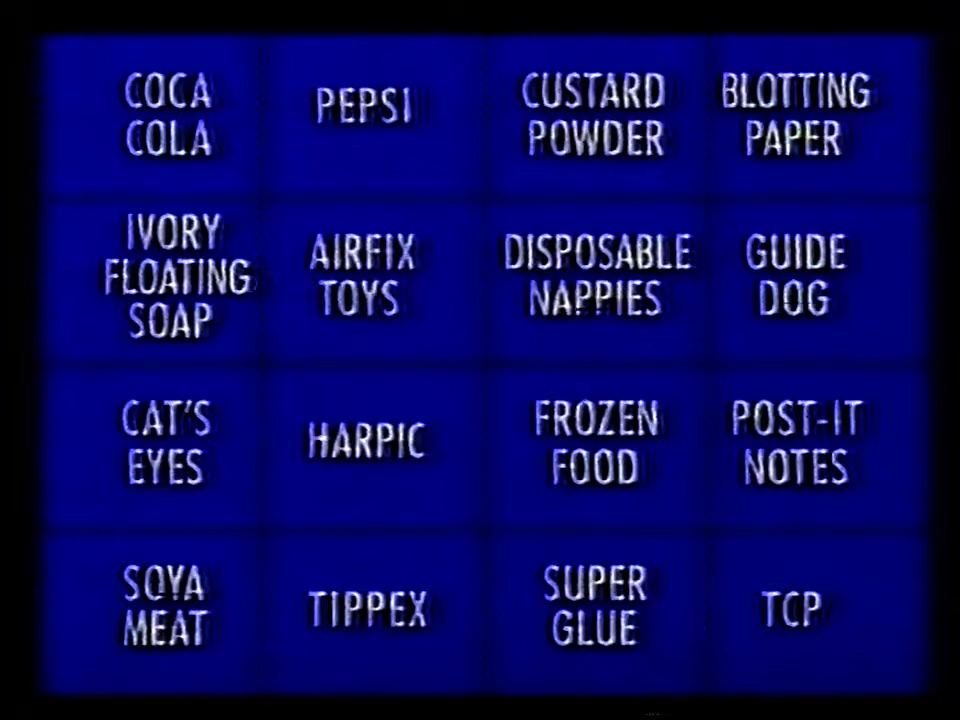 COCA
COLA
PEPSI
CUSTARD
POWDER
BLOTTING
PAPER
IVORY
FLOATING
SOAP
AIRFIX
TOYS
DISPOSABLE
NAPPIES
GUIDE
DOG
CAT'S
EYES
HARPIC
FROZEN
FOOD
POST-IT
NOTES
SOYA
MEAT
TIPPEX
SUPER
GLUE
TCP